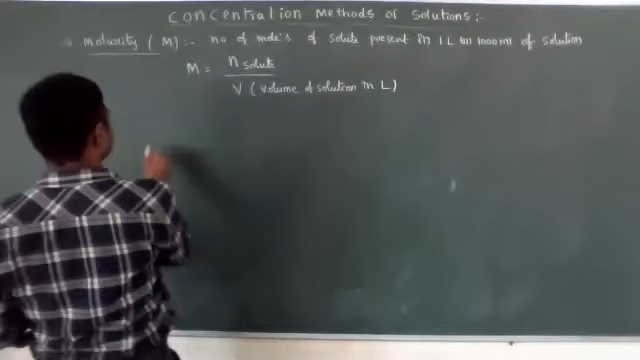 Concentration Methods of Solutions :-
→ Molarity (M) :- no of mole's of solute present in 1 L or 1000 ml of solution
M = n solute
V (volume of solution in L)